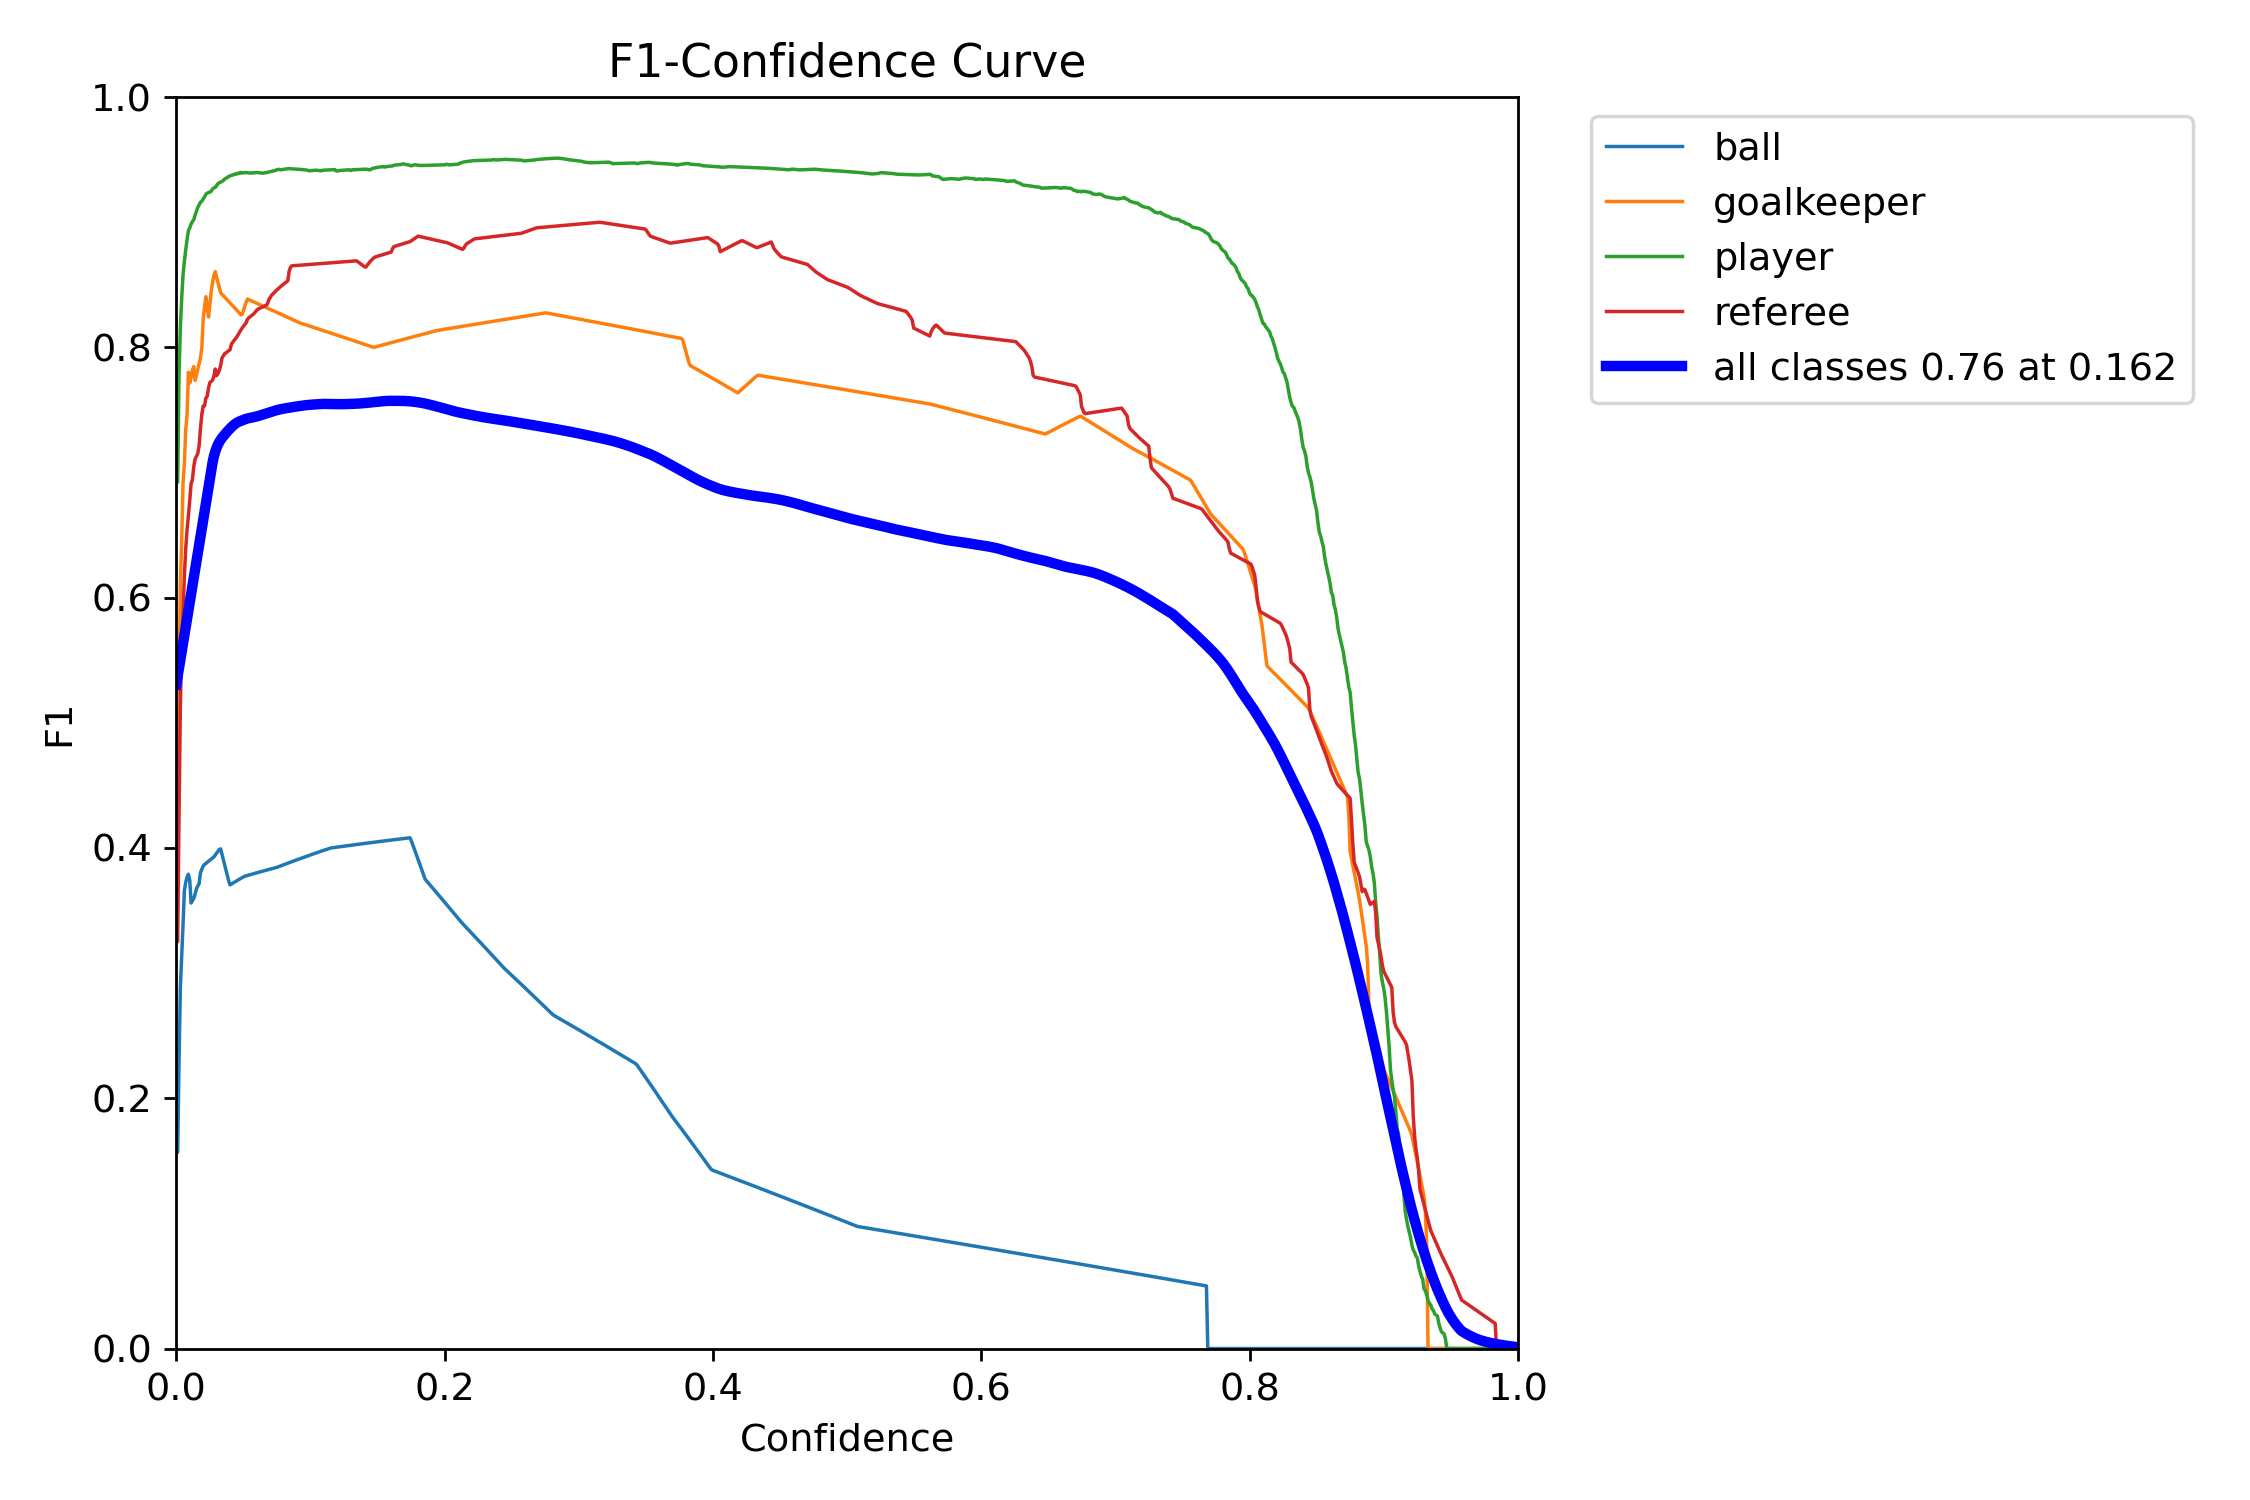 F1-Confidence Curve
1.0
0.8
0.6
0.4
0.2
0.0
F1
0.0 0.2 0.4 0.6 0.8 1.0
Confidence
ball
goalkeeper
player
referee
all classes 0.76 at 0.162